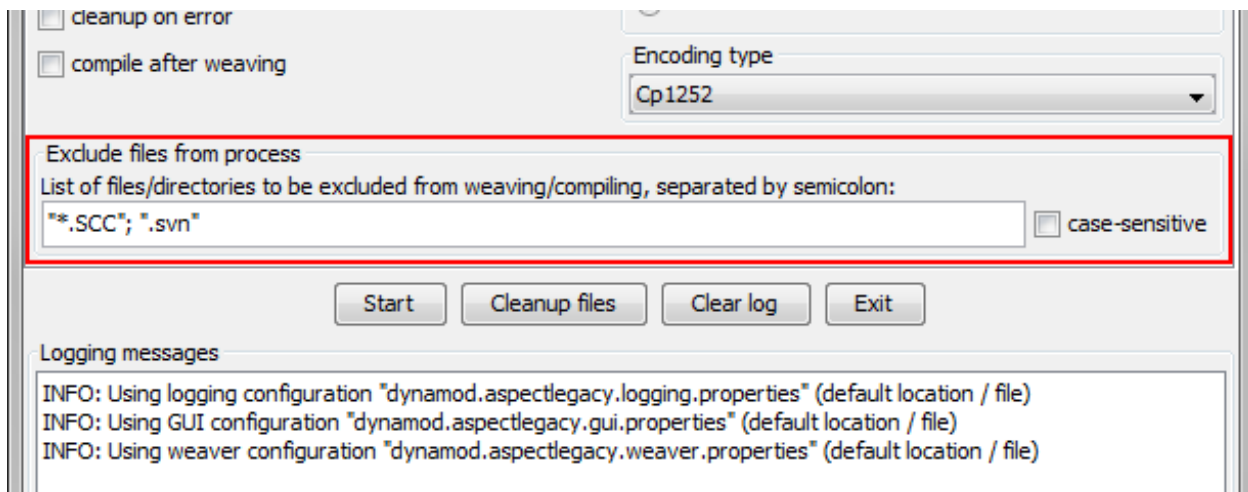 cleanup on error
compile after weaving
Encoding type
Cp1252
Exclude files from process
List of files/directories to be excluded from weaving/compiling, separated by semicolon:
"*.SCC"; ".svn"
case-sensitive
Start Cleanup files Clear log Exit
Logging messages
INFO: Using logging configuration "dynamod.aspectlegacy.logging.properties" (default location / file)
INFO: Using GUI configuration "dynamod.aspectlegacy.gui.properties" (default location / file)
INFO: Using weaver configuration "dynamod.aspectlegacy.weaver.properties" (default location / file)